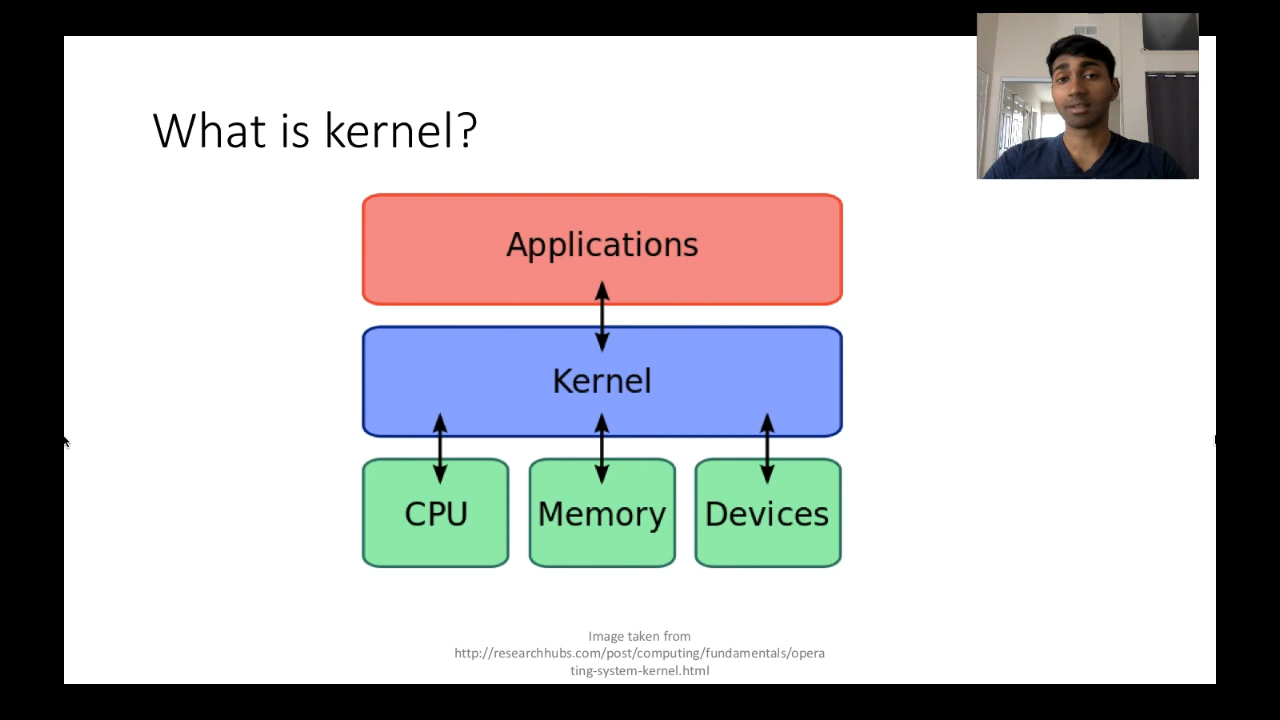 What is kernel?
Applications
Kernel
CPU
Memory
Devices
Image taken from
http://researchhubs.com/post/computing/fundamentals/opera
ting-system-kernel.html